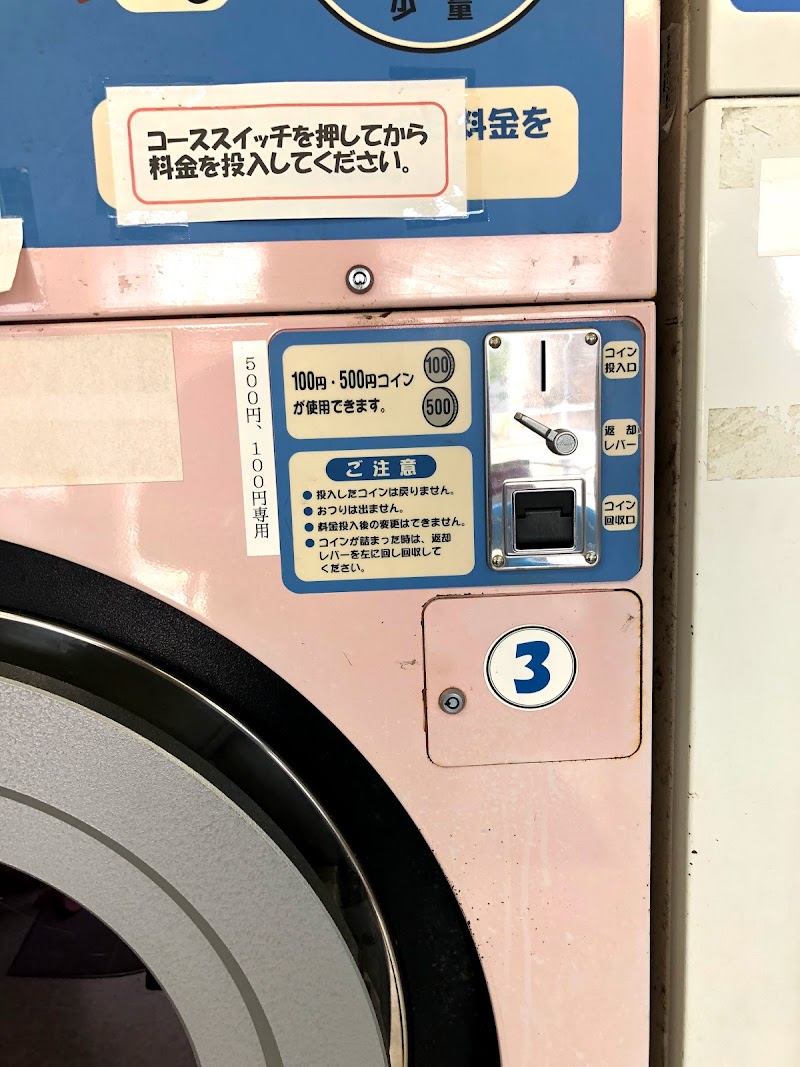 少量
コーススイッチを押してから
料金を投入してください。
料金を
500円、100円専用
100円・500円コイン
が使用できます。
100
500
ご注意
●投入したコインは戻りません。
●おつりは出ません。
●料金投入後の変更はできません。
●コインが詰まった時は、返却
レバーを左に回し回収して
ください。
コイン
投入口
返却
レバー
コイン
回収口
3